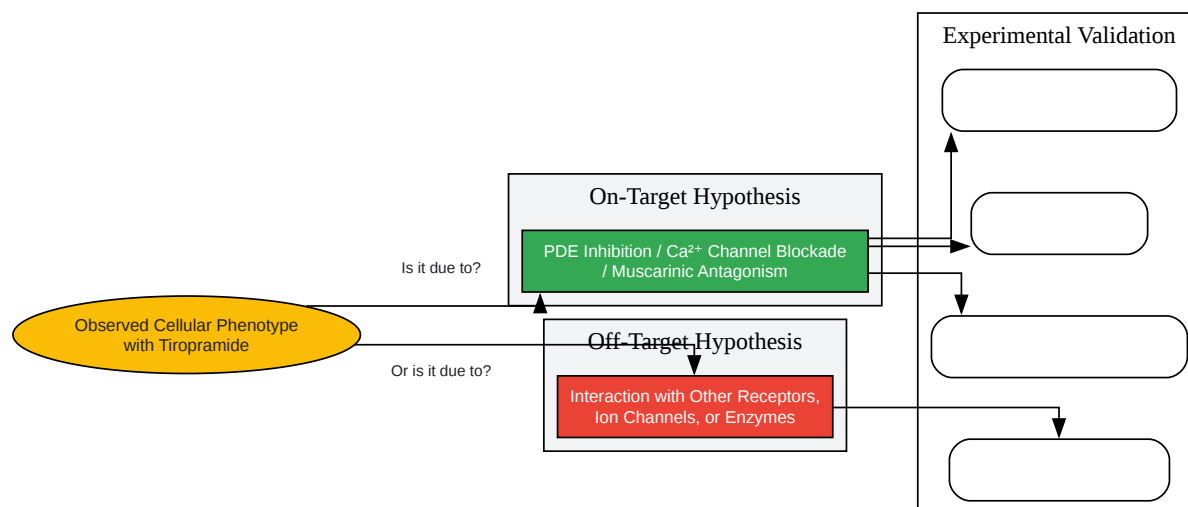 Experimental Validation
On-Target Hypothesis
PDE Inhibition / Ca²⁺ Channel Blockade
/ Muscarinic Antagonism
Is it due to?
Observed Cellular Phenotype
with Tiropramide
Or is it due to?
Off-Target Hypothesis
Interaction with Other Receptors,
Ion Channels, or Enzymes